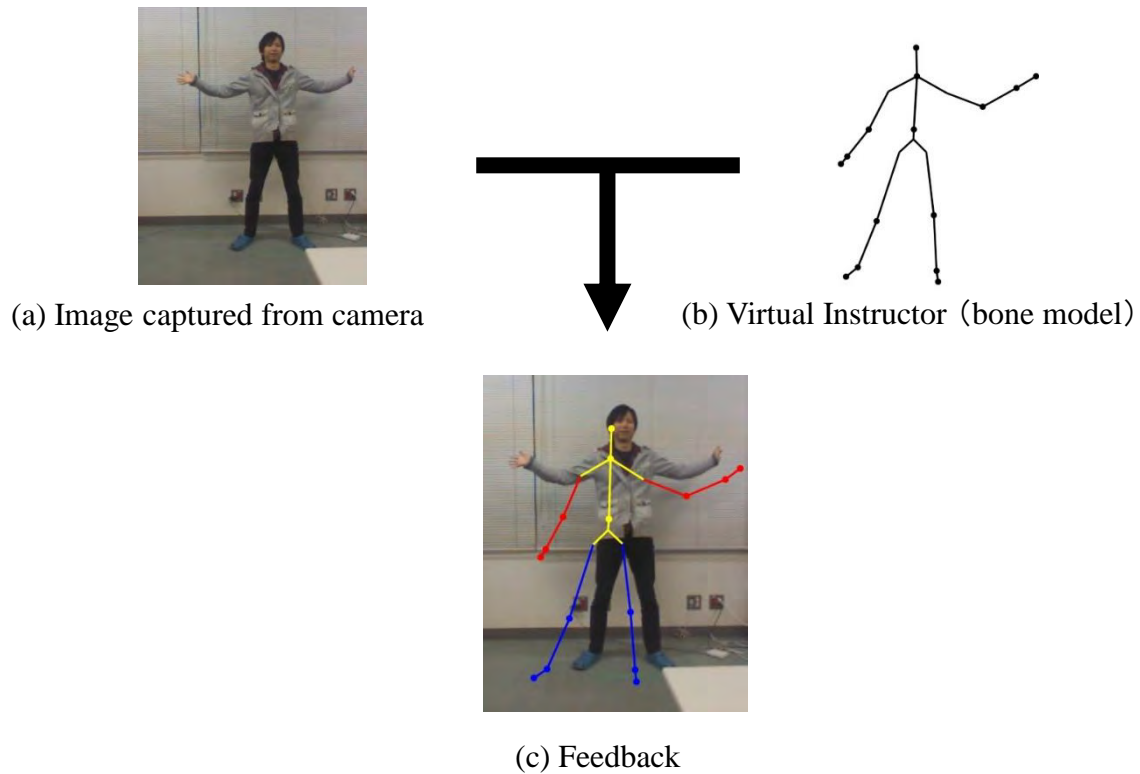 (a) Image captured from camera
(b) Virtual Instructor（bone model）
(c) Feedback